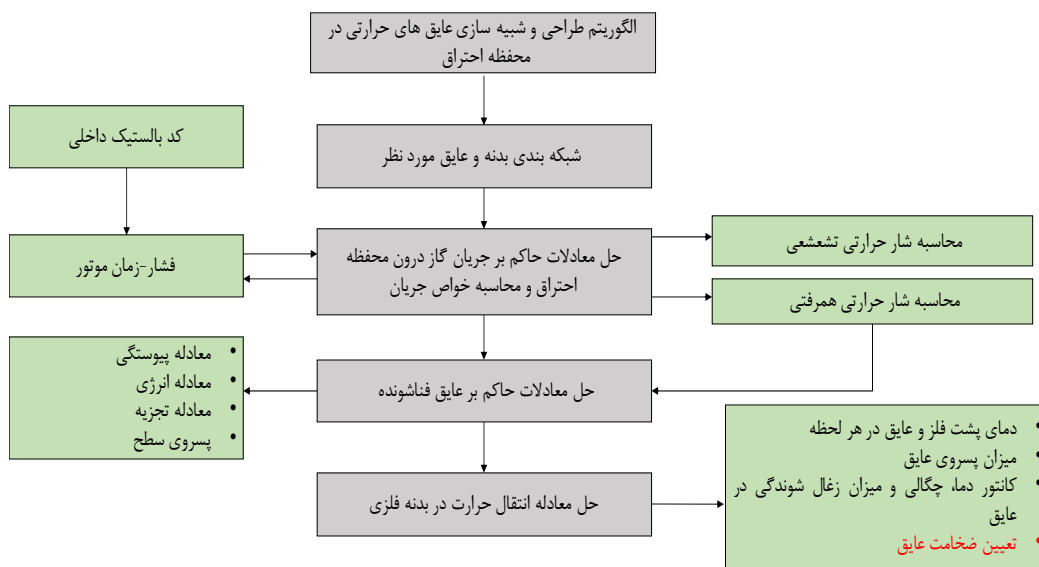 الگوریتم طراحی و شبیه سازی عایق های حرارتی در
محفظه احتراق
کد بالستیک داخلی
شبکه بندی بدنه و عایق مورد نظر
فشار-زمان موتور
حل معادلات حاکم بر جریان گاز درون محفظه
احتراق و محاسبه خواص جریان
محاسبه شار حرارتی تشعشعی
محاسبه شار حرارتی همرفتی
• معادله پیوستگی
• معادله انرژی
• معادله تجزیه
• پسروی سطح
حل معادلات حاکم بر عایق فناشونده
حل معادله انتقال حرارت در بدنه فلزی
• دمای پشت فلز و عایق در هر لحظه
• میزان پسروی عایق
• کانتور دما، چگالی و میزان زغال شوندگی در
عایق
• تعیین ضخامت عایق